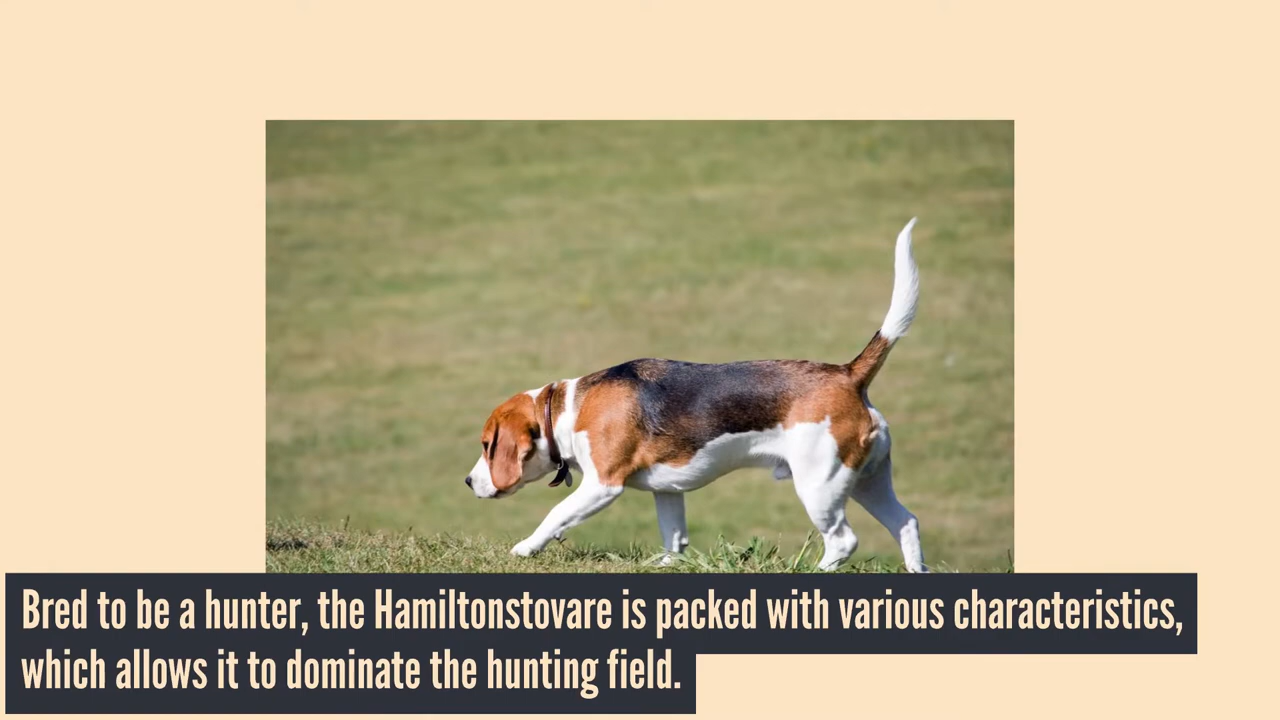 Bred to be a hunter, the Hamiltonstovare is packed with various characteristics,
which allows it to dominate the hunting field.